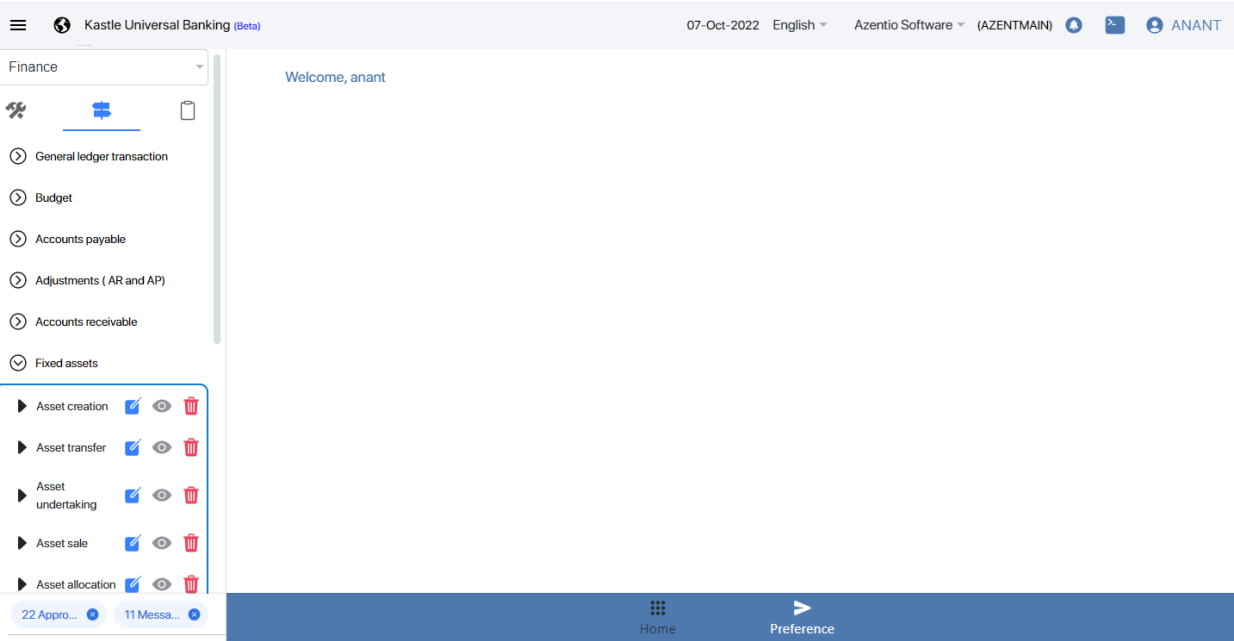 Kastle Universal Banking (Beta)
07-Oct-2022 English Azentio Software (AZENTMAIN) ANANT
Finance
Welcome, anant
General ledger transaction
Budget
Accounts payable
Adjustments ( AR and AP)
Accounts receivable
Fixed assets
Asset creation
Asset transfer
Asset
undertaking
Asset sale
Asset allocation
22 Appro...
11 Messa...
Home
Preference